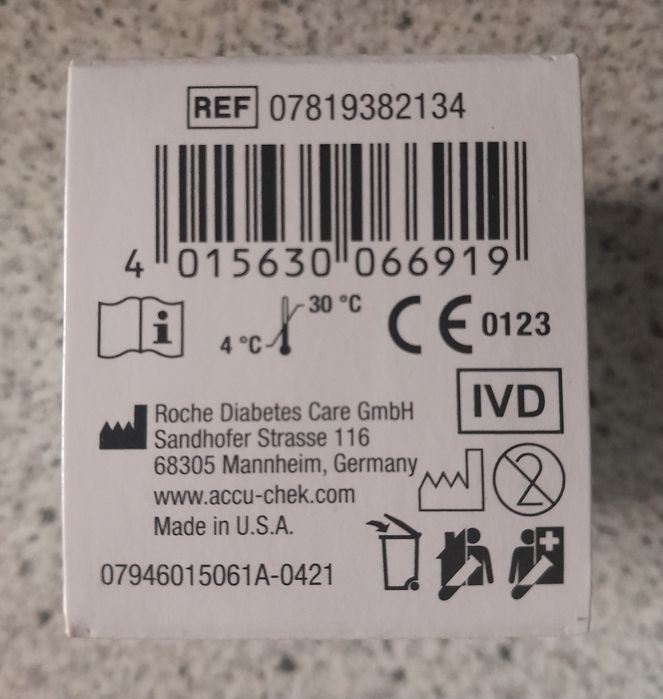 REF 07819382134
4 015630 066919
30 °C
4 °C
CE 0123
IVD
Roche Diabetes Care GmbH
Sandhofer Strasse 116
68305 Mannheim, Germany
www.accu-chek.com
Made in U.S.A.
2
07946015061A-0421